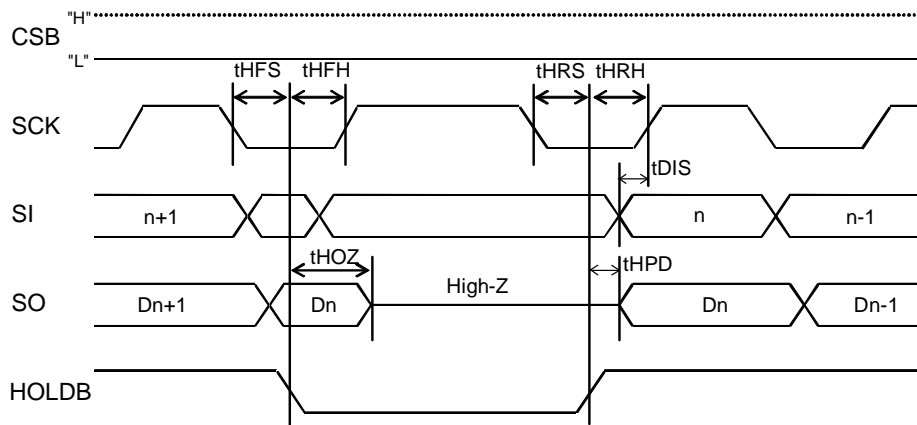 "H"
CSB
"L"
tHFS tHFH tHRS tHRH
SCK
tDIS
SI n+1 n n-1
tHOZ tHPD
SO Dn+1 Dn High-Z Dn Dn-1
HOLDB